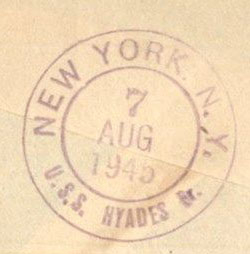 NEW YORK. N. Y.
7
AUG
1945
U.S.S. HYADES Br.